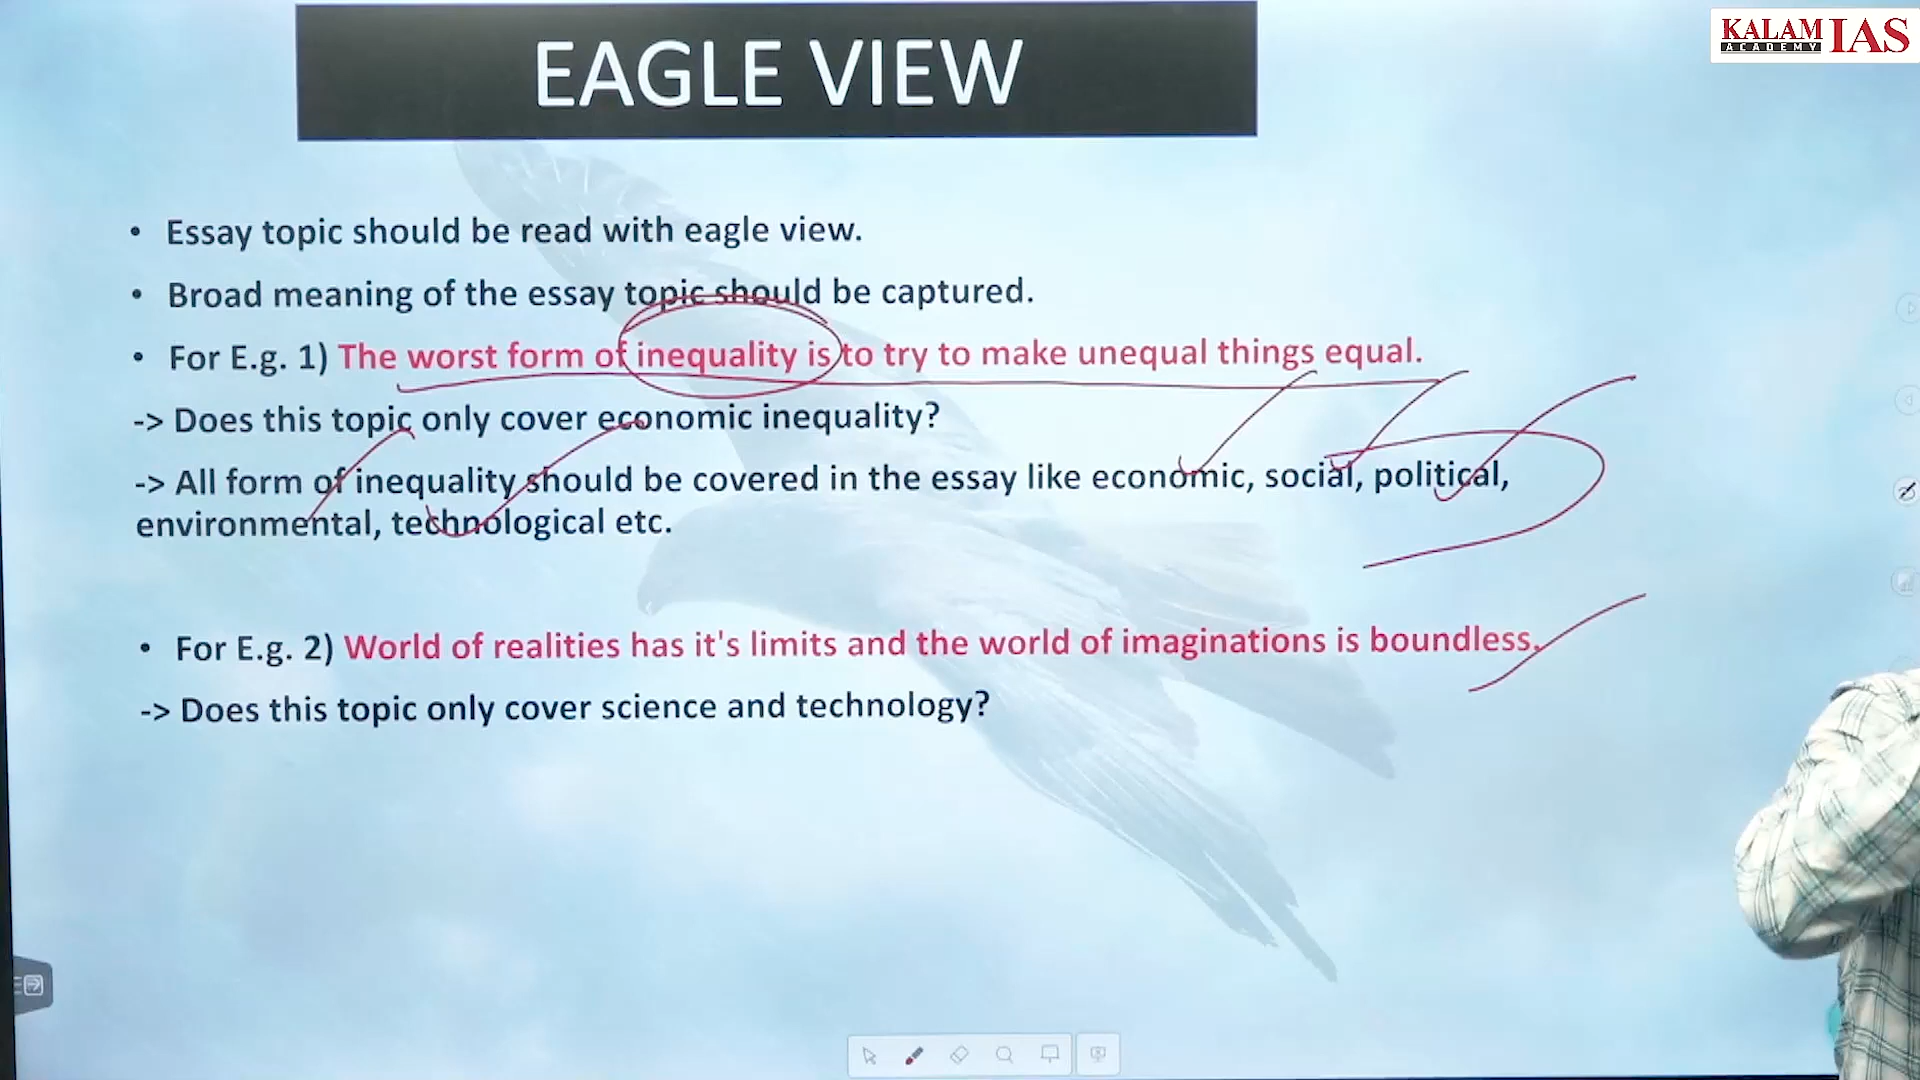 KALAM IAS
ACADEMY
EAGLE VIEW
• Essay topic should be read with eagle view.
• Broad meaning of the essay topic should be captured.
• For E.g. 1) The worst form of inequality is to try to make unequal things equal.
-> Does this topic only cover economic inequality?
-> All form of inequality should be covered in the essay like economic, social, political,
environmental, technological etc.
• For E.g. 2) World of realities has it's limits and the world of imaginations is boundless.
-> Does this topic only cover science and technology?